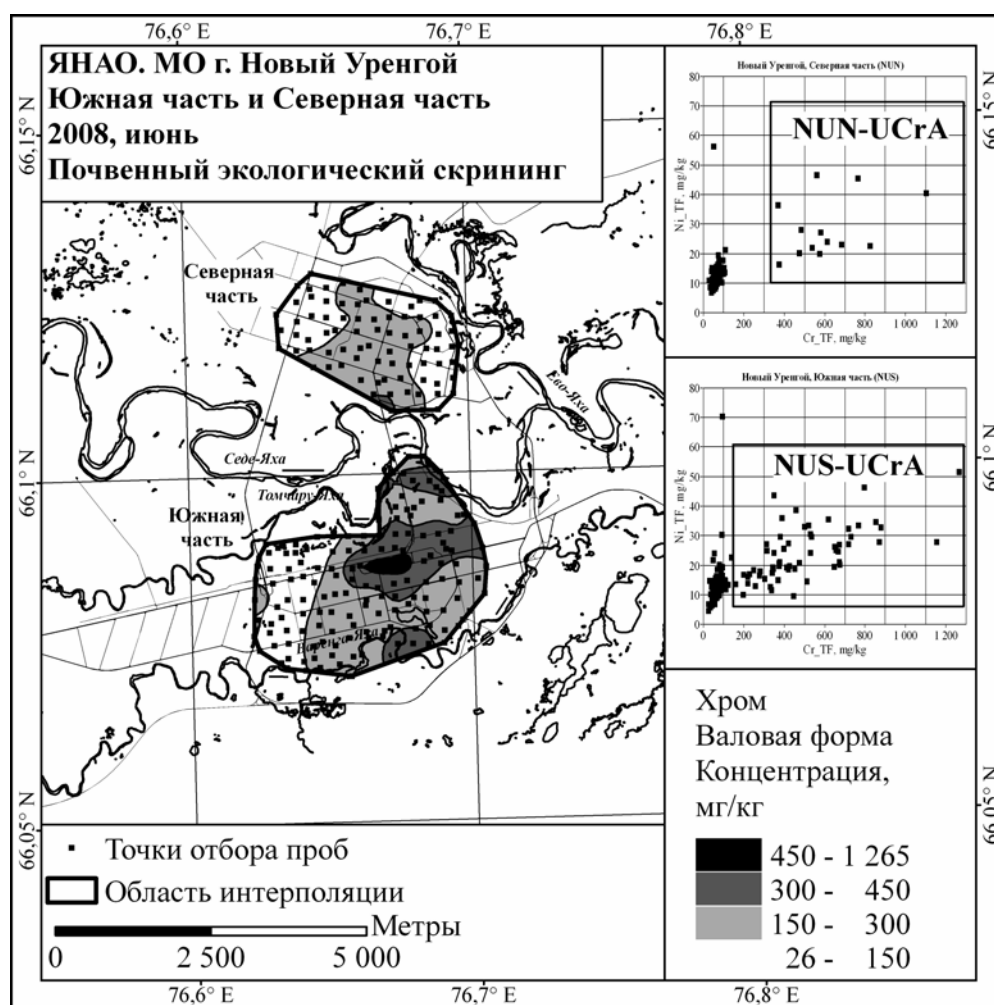 76,6° E
76,7° E
76,8° E
ЯНАО. МО г. Новый Уренгой
Южная часть и Северная часть
2008, июнь
Почвенный экологический скрининг
66,15° N
66,1° N
66,05° N
Северная
часть
Ево-Яха
Седе-Яха
Томчару-Яха
Южная
часть
Новый Уренгой, Северная часть (NUN)
NUN-UCrA
Ni_TF, mg/kg
80
70
60
50
40
30
20
10
0
0
200
400
600
800
1 000
1 200
Cr_TF, mg/kg
Новый Уренгой, Южная часть (NUS)
NUS-UCrA
Ni_TF, mg/kg
80
70
60
50
40
30
20
10
0
0
200
400
600
800
1 000
1 200
Cr_TF, mg/kg
66,15° N
66,1° N
66,05° N
Точки отбора проб
Область интерполяции
Метры
0 2 500 5 000
Хром
Валовая форма
Концентрация,
мг/кг
450 - 1 265
300 - 450
150 - 300
26 - 150
76,6° E
76,7° E
76,8° E